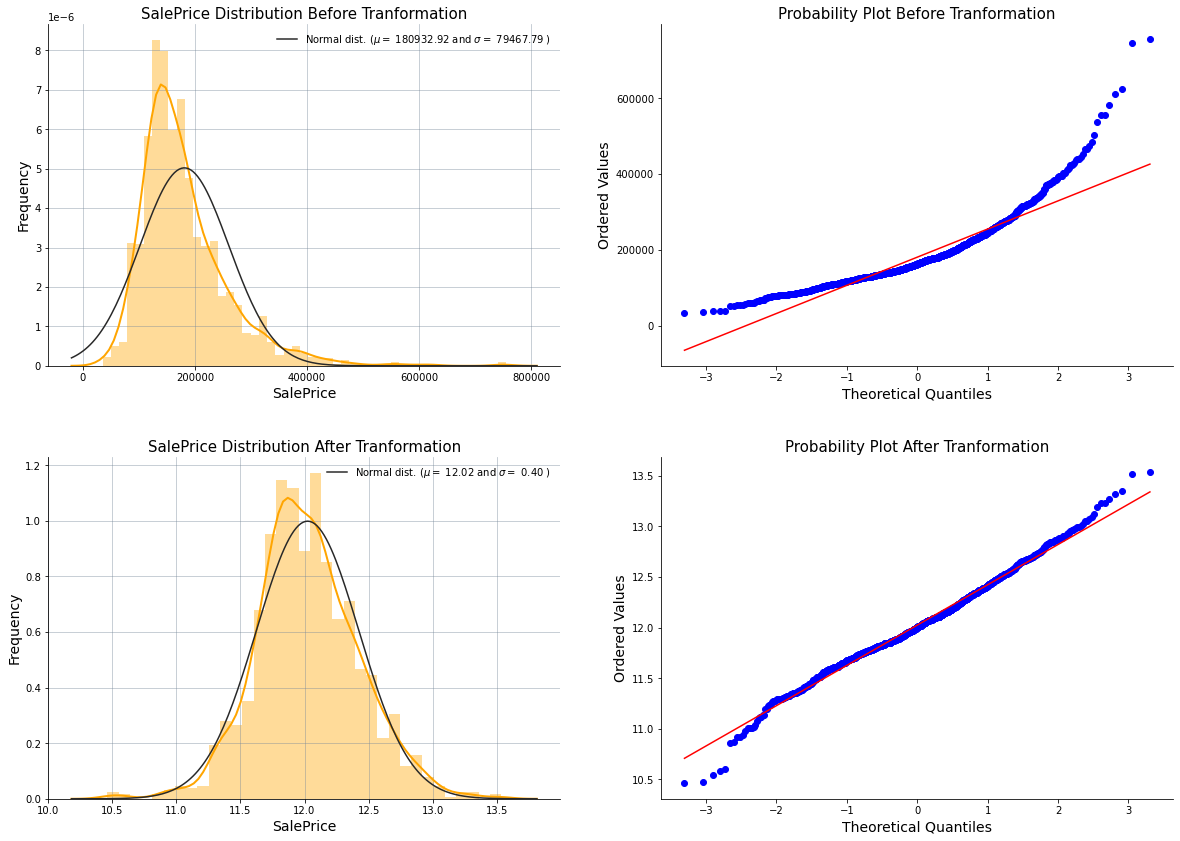 SalePrice Distribution Before Tranformation
1e−6
Normal dist. (μ = 180932.92 and σ = 79467.79 )
8
7
6
5
4
3
2
1
0
Frequency
0 200000 400000 600000 800000
SalePrice
Probability Plot Before Tranformation
600000
400000
200000
0
Ordered Values
−3 −2 −1 0 1 2 3
Theoretical Quantiles
SalePrice Distribution After Tranformation
Normal dist. (μ = 12.02 and σ = 0.40 )
1.2
1.0
0.8
0.6
0.4
0.2
0.0
Frequency
10.0 10.5 11.0 11.5 12.0 12.5 13.0 13.5
SalePrice
Probability Plot After Tranformation
13.5
13.0
12.5
12.0
11.5
11.0
10.5
Ordered Values
−3 −2 −1 0 1 2 3
Theoretical Quantiles